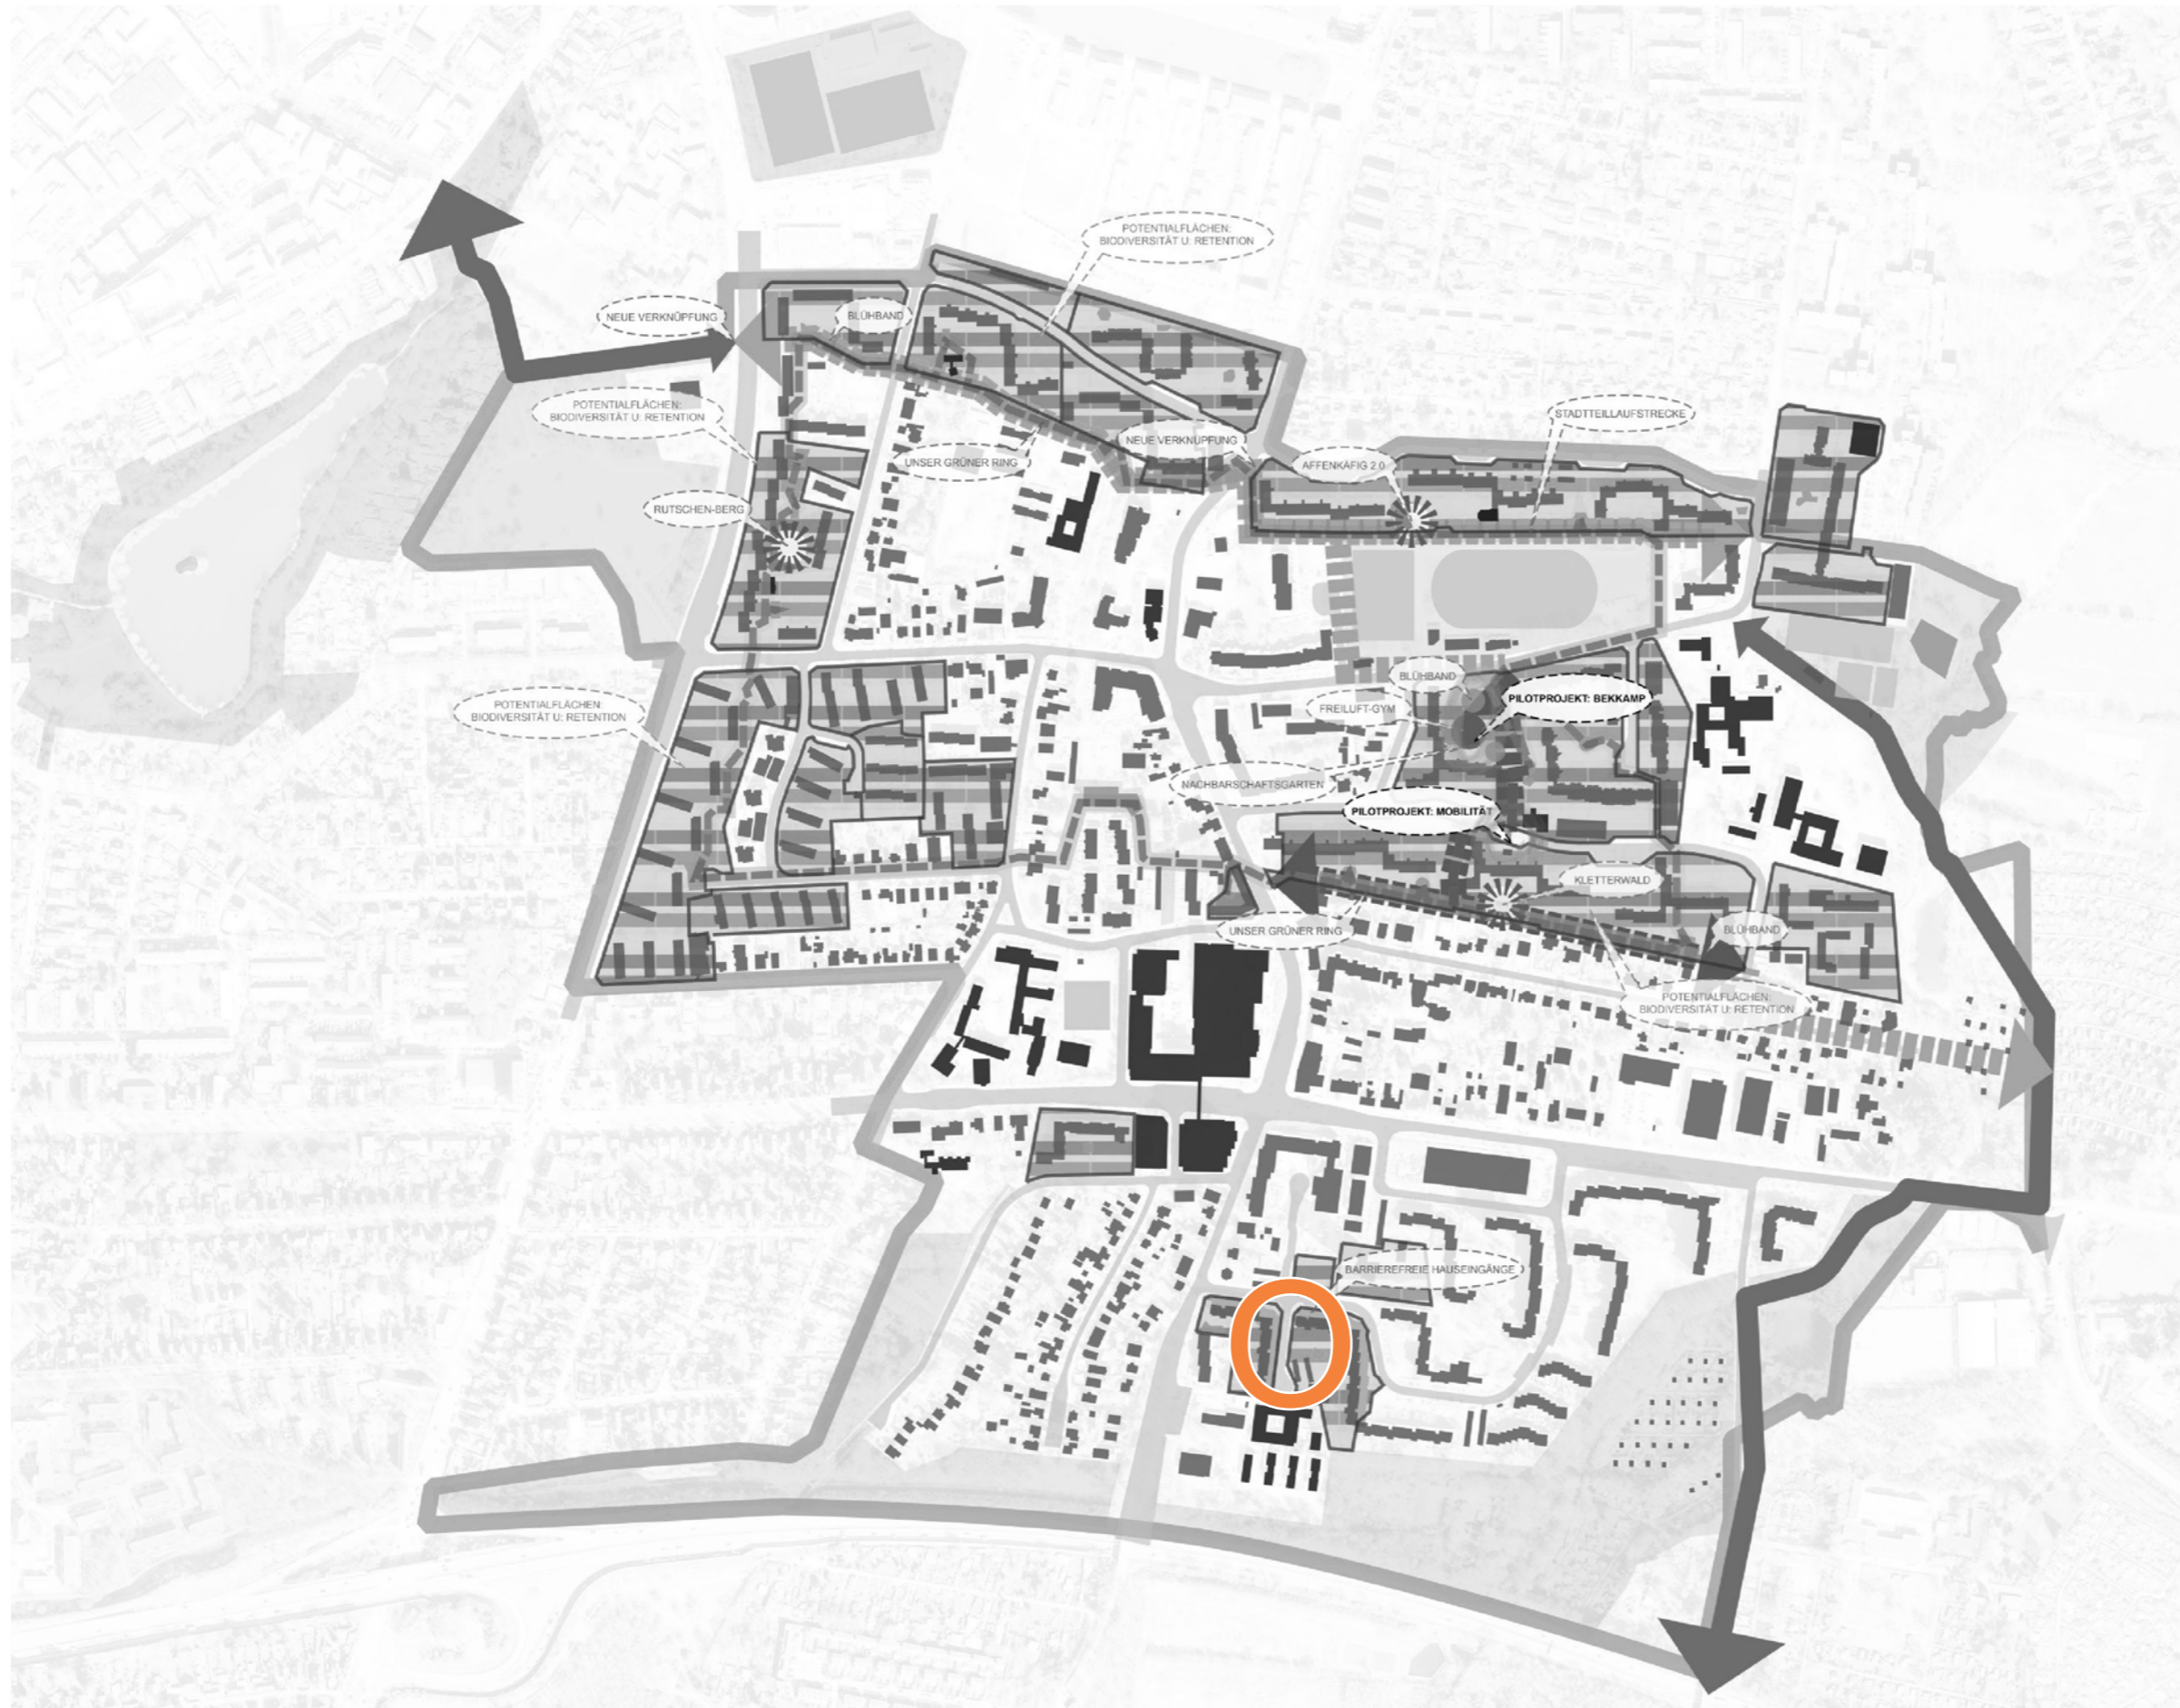 POTENTIALFLÄCHEN:
BIODIVERSITÄT U: RETENTION
NEUE VERKNÜPFUNG
BLÜHBAND
POTENTIALFLÄCHEN:
BIODIVERSITÄT U: RETENTION
STADTTEILLAUFSTRECKE
NEUE VERKNÜPFUNG
UNSER GRÜNER RING
AFFENKÄFIG 2.0
RUTSCHEN-BERG
BLÜHBAND
PILOTPROJEKT: BEKKAMP
FREILUFT-GYM
POTENTIALFLÄCHEN:
BIODIVERSITÄT U: RETENTION
NACHBARSCHAFTSGARTEN
PILOTPROJEKT: MOBILITÄT
KLETTERWALD
UNSER GRÜNER RING
BLÜHBAND
POTENTIALFLÄCHEN:
BIODIVERSITÄT U: RETENTION
BARRIEREFREIE HAUSEINGÄNGE